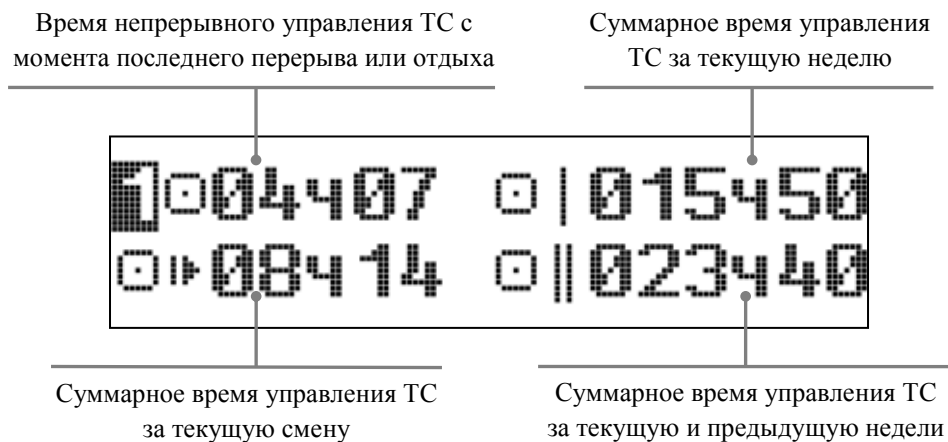 Время непрерывного управления ТС с
момента последнего перерыва или отдыха
Суммарное время управления
ТС за текущую неделю
1 04ч07 | 015ч50
08ч14 || 023ч40
Суммарное время управления ТС
за текущую смену
Суммарное время управления ТС
за текущую и предыдущую недели